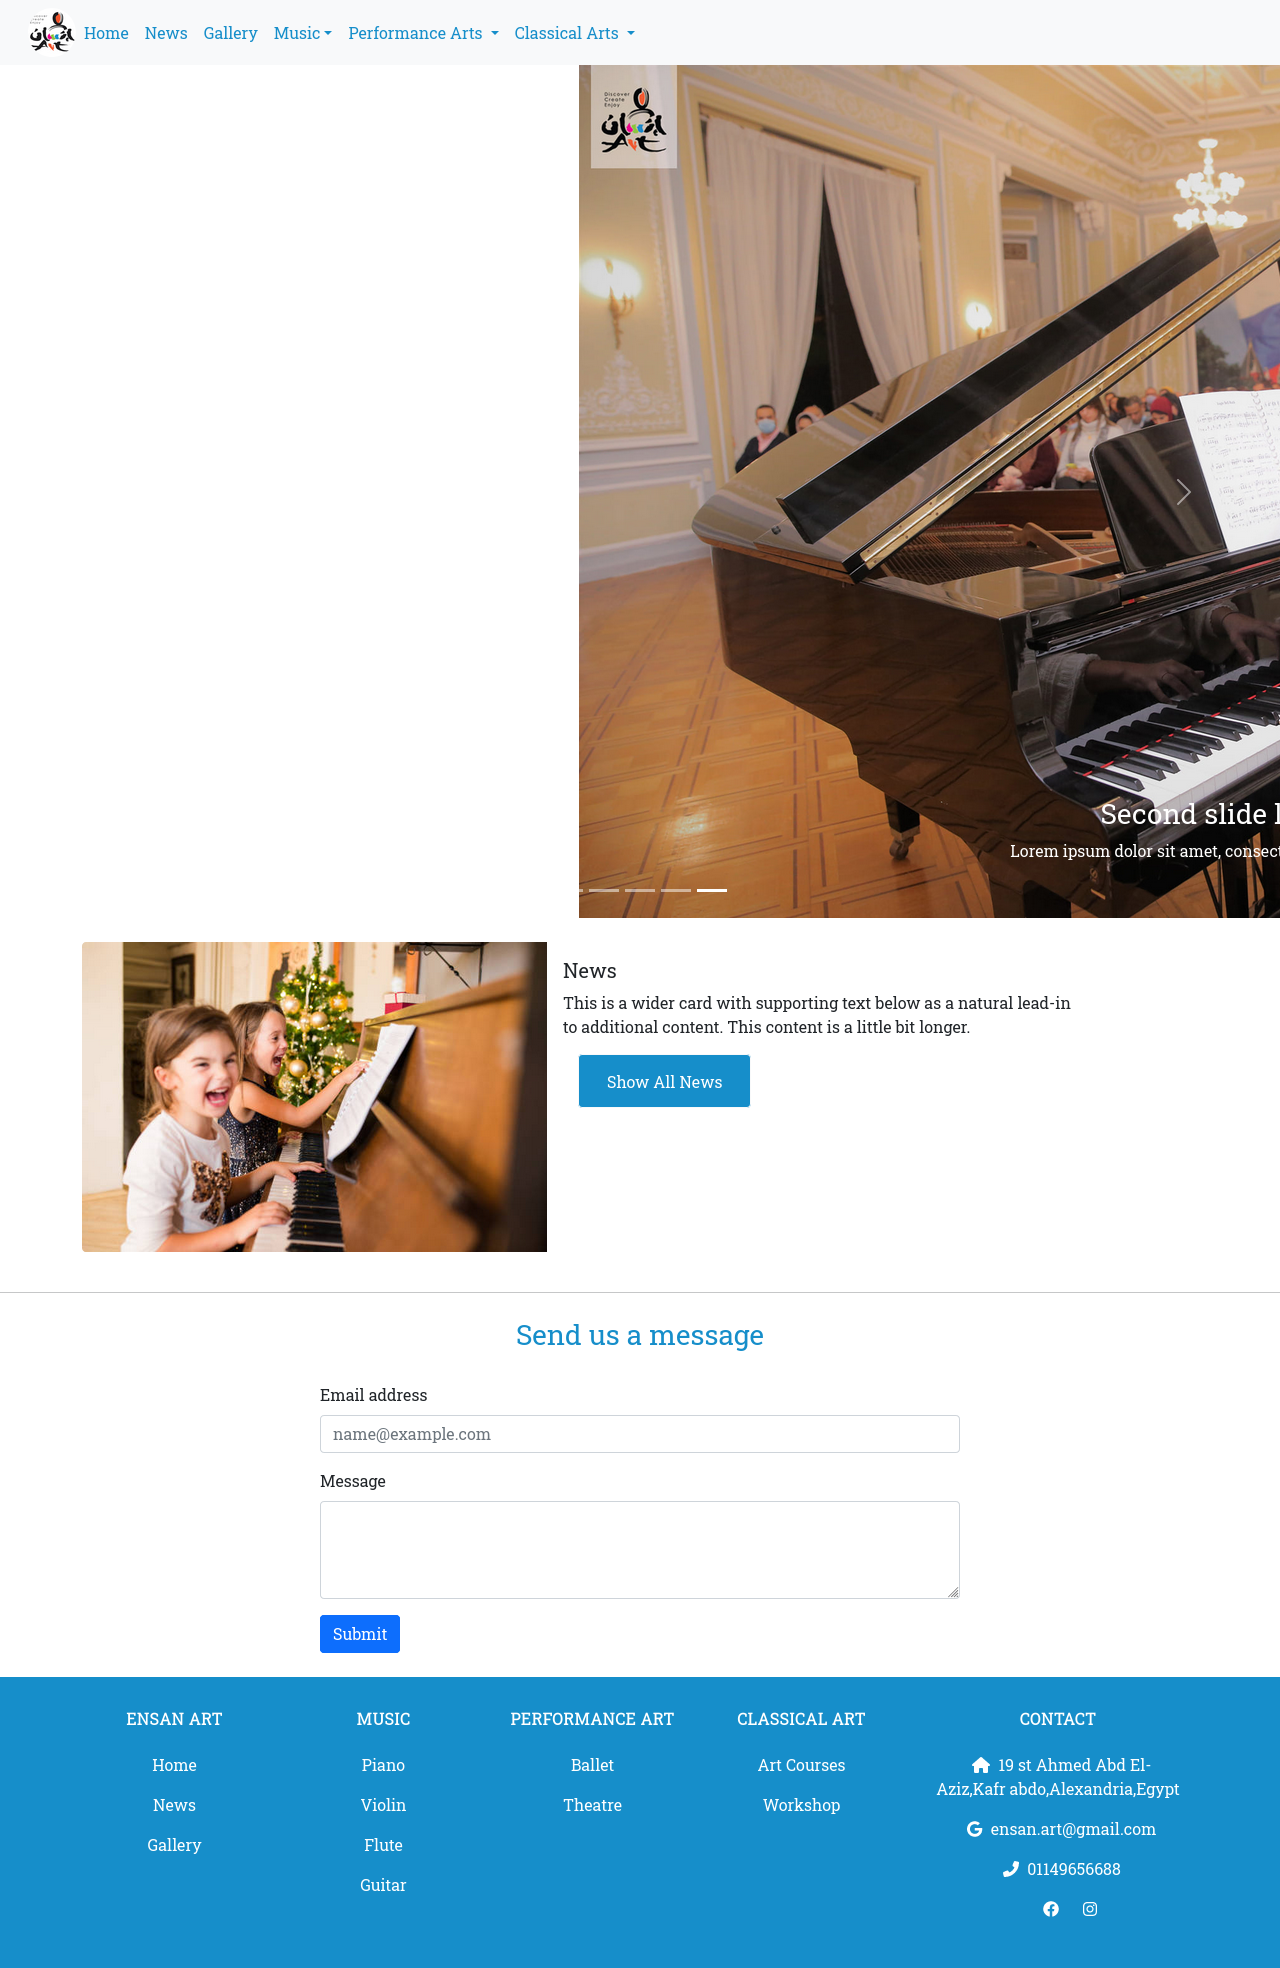 Home News Gallery Music Performance Arts Classical Arts
Discover
Create
Enjoy
إنسان
Art
Second slide l
Lorem ipsum dolor sit amet, consect
News
This is a wider card with supporting text below as a natural lead-in
to additional content. This content is a little bit longer.
Show All News
Send us a message
Email address
name@example.com
Message
Submit
ENSAN ART
Home
News
Gallery
MUSIC
Piano
Violin
Flute
Guitar
PERFORMANCE ART
Ballet
Theatre
CLASSICAL ART
Art Courses
Workshop
CONTACT
19 st Ahmed Abd El-
Aziz,Kafr abdo,Alexandria,Egypt
ensan.art@gmail.com
01149656688